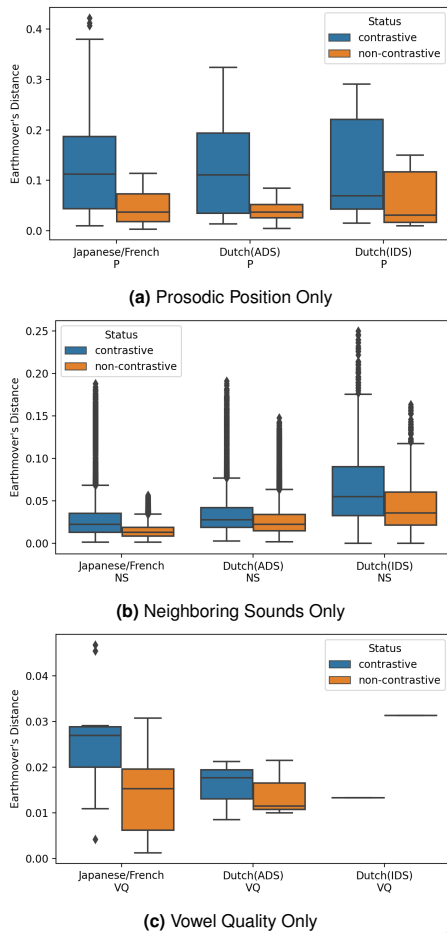 Status
contrastive
non-contrastive
0.4
0.3
0.2
0.1
0.0
Earthmover's Distance
Japanese/French
P
Dutch(ADS)
P
Dutch(IDS)
P
(a) Prosodic Position Only
Status
contrastive
non-contrastive
0.25
0.20
0.15
0.10
0.05
0.00
Earthmover's Distance
Japanese/French
NS
Dutch(ADS)
NS
Dutch(IDS)
NS
(b) Neighboring Sounds Only
Status
contrastive
non-contrastive
0.04
0.03
0.02
0.01
0.00
Earthmover's Distance
Japanese/French
VQ
Dutch(ADS)
VQ
Dutch(IDS)
VQ
(c) Vowel Quality Only